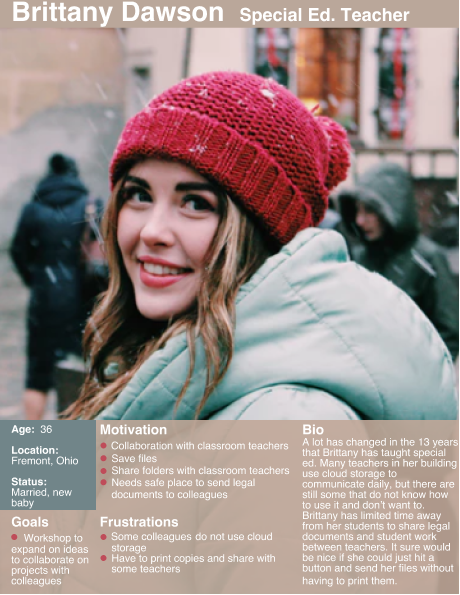 Brittany Dawson Special Ed. Teacher
Age: 36
Location:
Fremont, Ohio
Status:
Married, new
baby
Goals
Workshop to
expand on ideas
to collaborate on
projects with
colleagues
Motivation
Collaboration with classroom teachers
Save files
Share folders with classroom teachers
Needs safe place to send legal
documents to colleagues
Frustrations
Some colleagues do not use cloud
storage
Have to print copies and share with
some teachers
Bio
A lot has changed in the 13 years
that Brittany has taught special
ed. Many teachers in her building
use cloud storage to
communicate daily, but there are
still some that do not know how
to use it and don't want to.
Brittany has limited time away
from her students to share legal
documents and student work
between teachers. It sure would
be nice if she could just hit a
button and send her files without
having to print them.